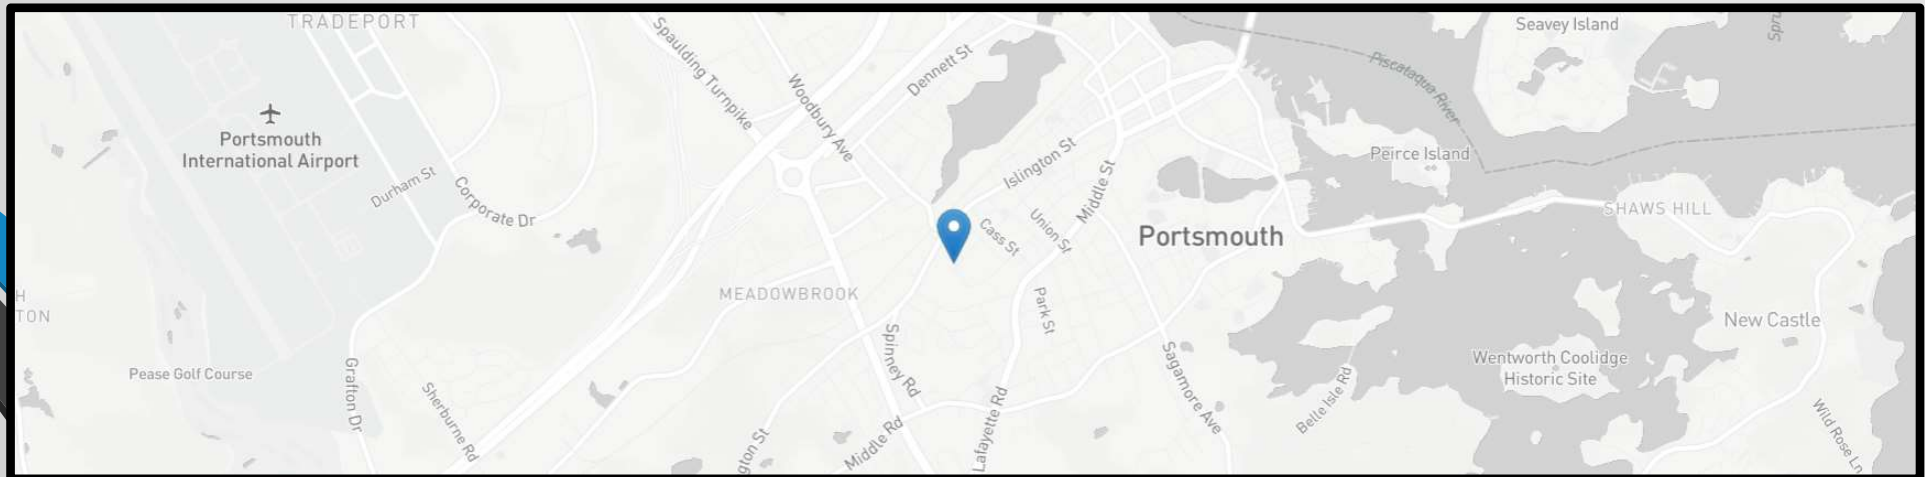 TRADEPORT
Spaulding Turnpike
Woodbury Ave
Dennett St
Seavey Island
Piscataqua River
Portsmouth
International Airport
Durham St
Corporate Dr
Islington St
Middle St
Peirce Island
Cass St
Union St
Portsmouth
SHAWS HILL
MEADOWBROOK
Park St
H
TON
New Castle
Pease Golf Course
Grafton Dr
Sherburne Rd
Spinney Rd
Sagamore Ave
Wentworth Coolidge
Historic Site
Belle Isle Rd
Lafayette Rd
Middle Rd
gton St
Wild Rose Ln
Spru